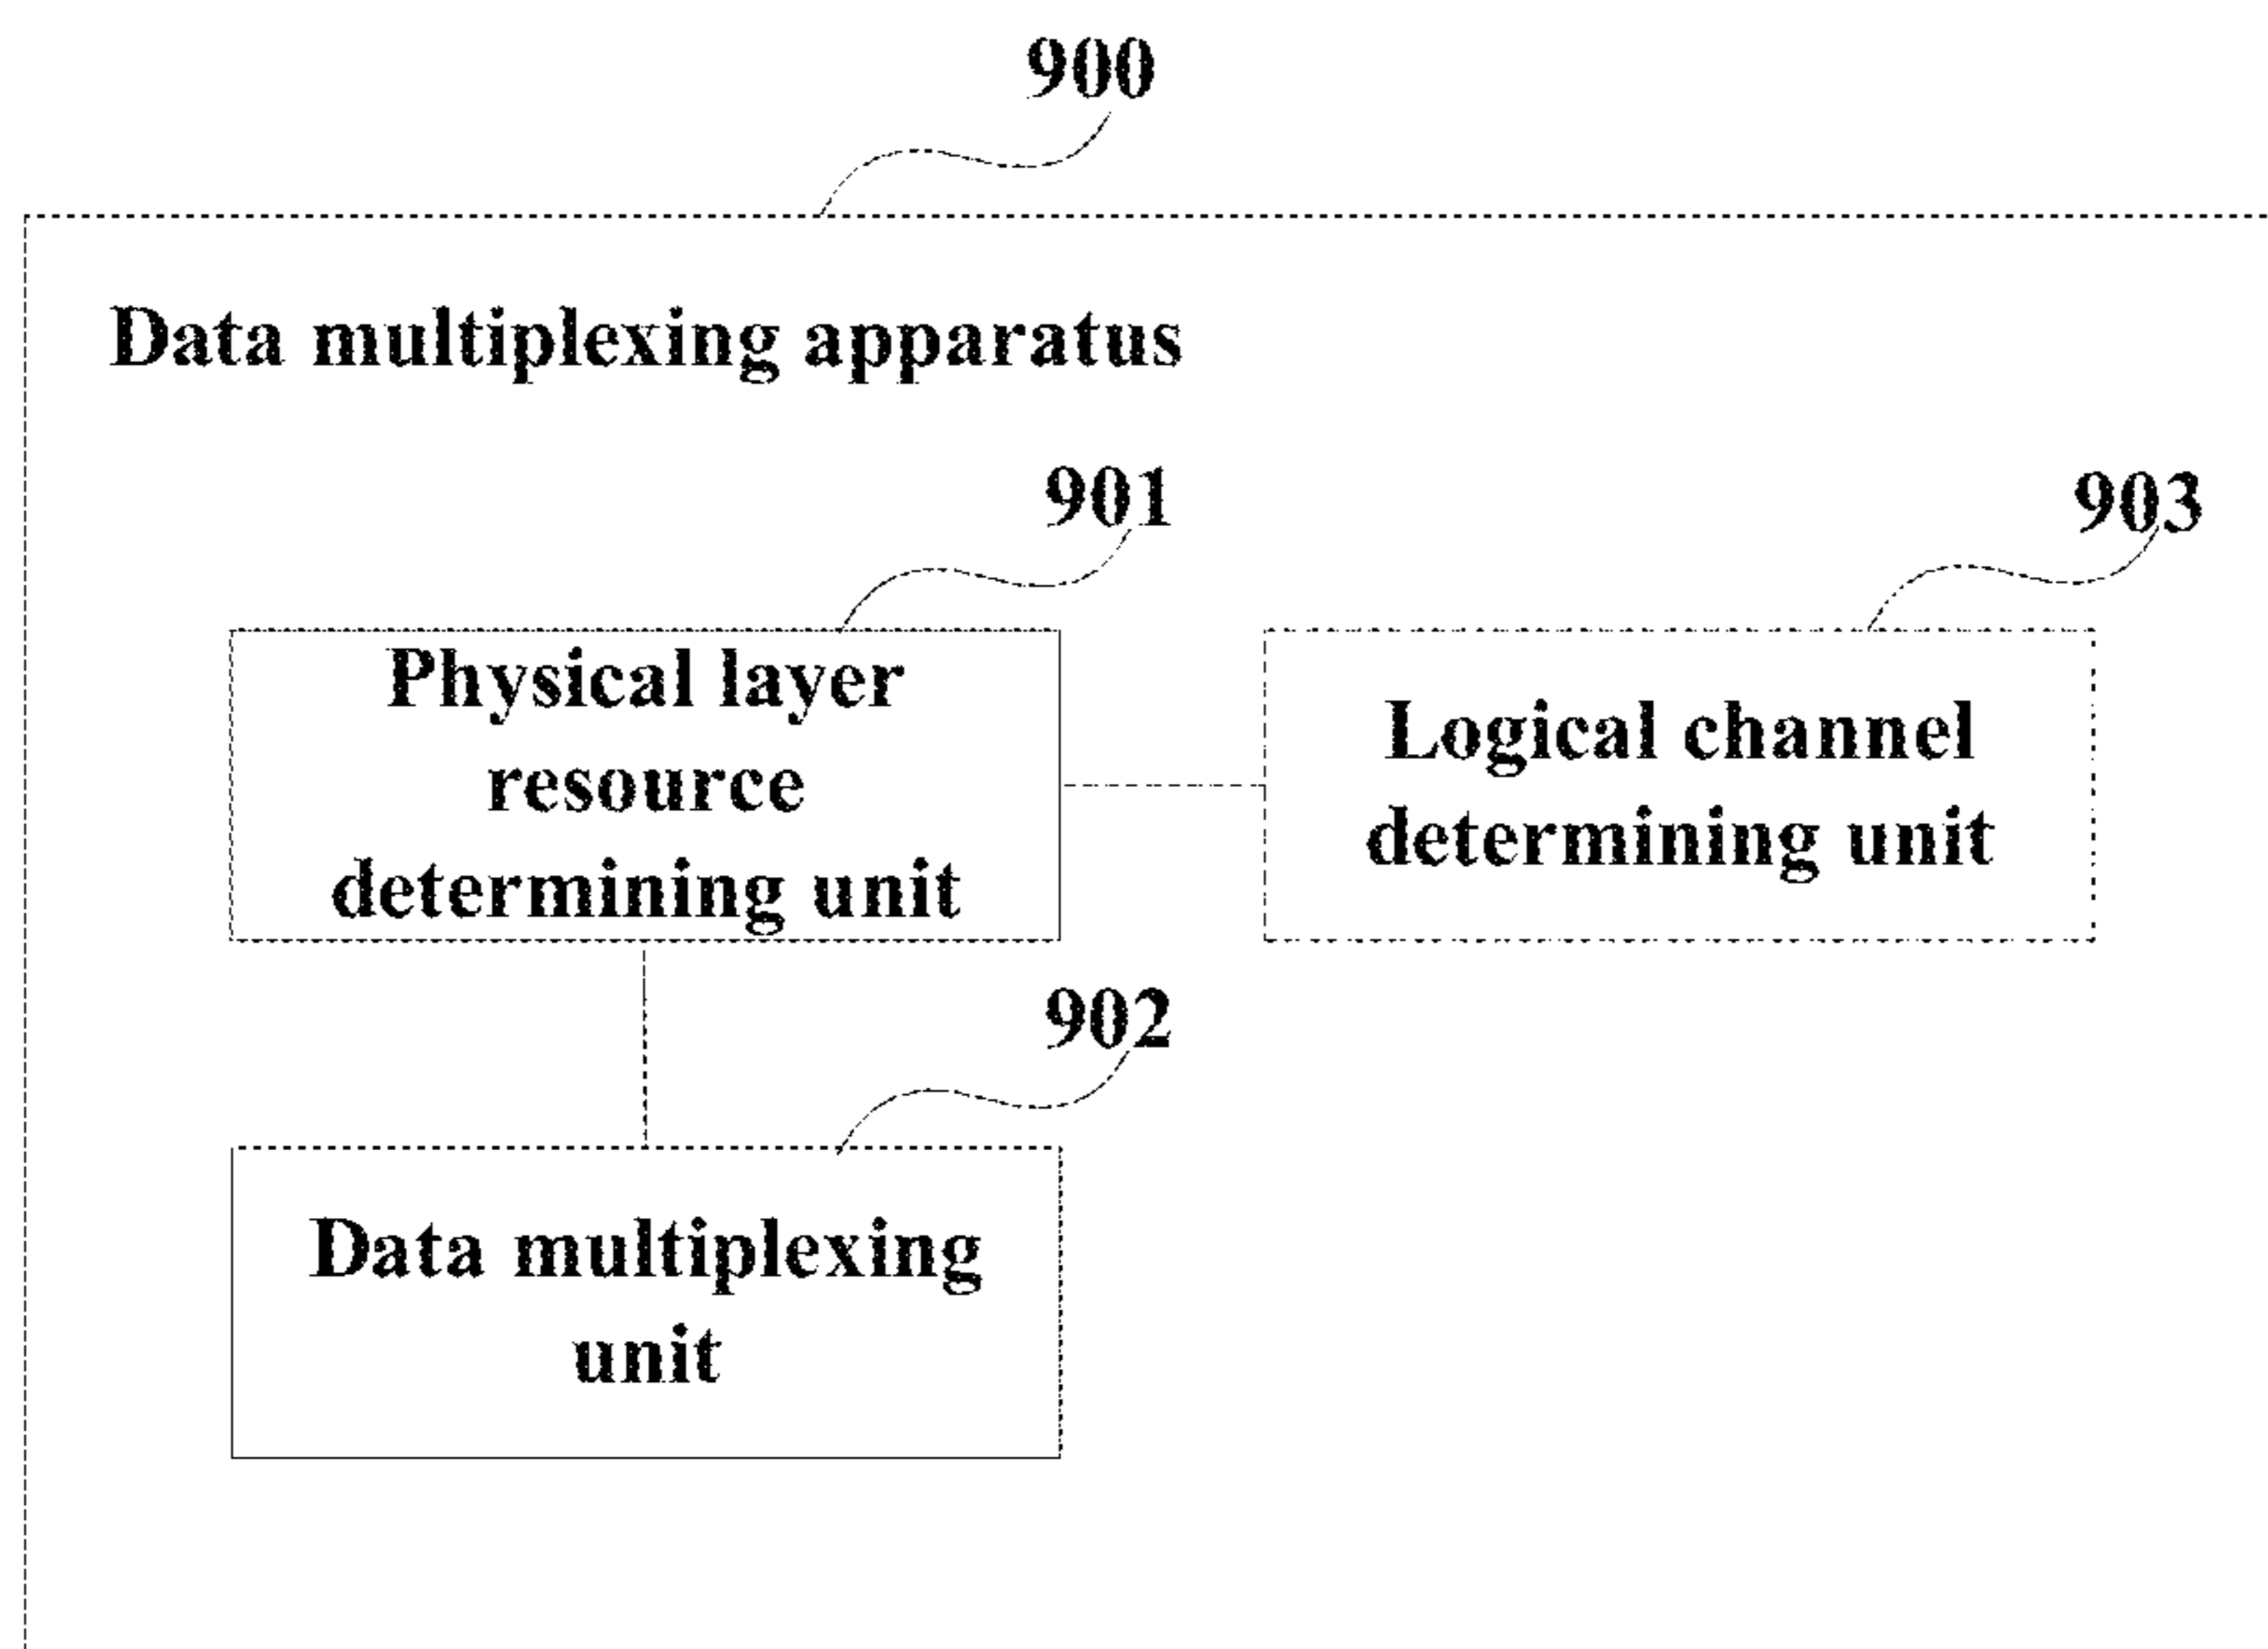 900
Data multiplexing apparatus
901
903
Physical layer
resource
determining unit
Logical channel
determining unit
902
Data multiplexing
unit